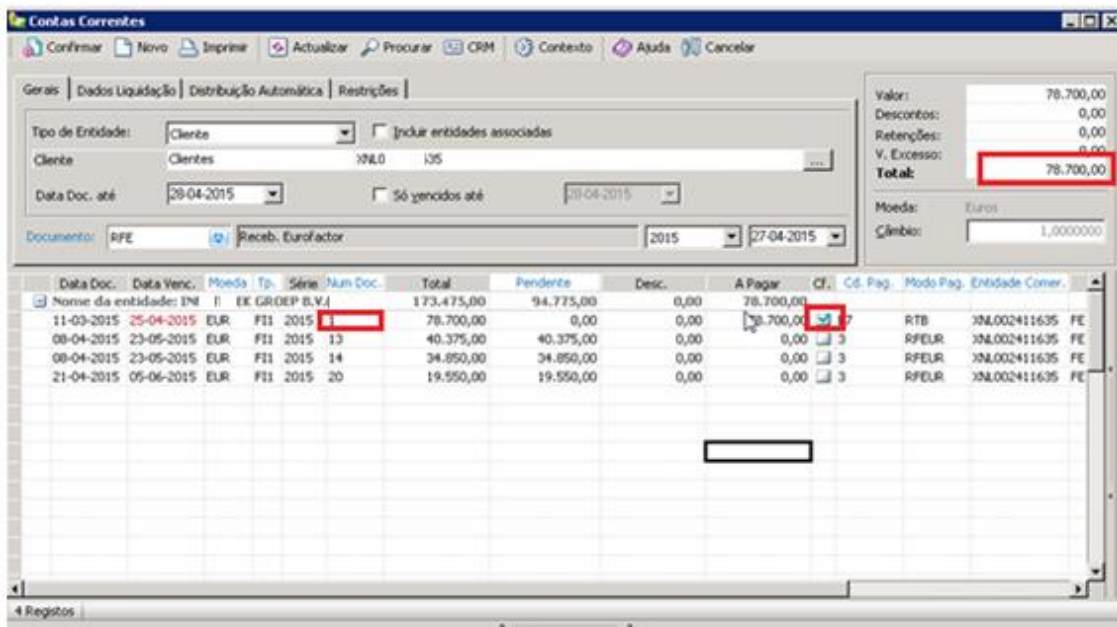 Contas Correntes
Confirmar Novo Imprimir Actualizar Procurar CRM Contexto Ajuda Cancelar
Gerais Dados Liquidação Distribuição Automática Restrições
Tipo de Entidade: Cliente Incluir entidades associadas
Cliente Clientes XNL0 635 ...
Data Doc. até 28-04-2015 Só vencidos até 28-04-2015
Documento: RFE Receb. Eurofactor 2015 27-04-2015
Valor: 78.700,00
Descontos: 0,00
Retenções: 0,00
V. Excesso: 0,00
Total: 78.700,00
Moeda: Euros
Câmbio: 1,0000000
Data Doc. Data Venc. Moeda Tp. Série Num Doc. Total Pendente Desc. A Pagar Cf. Cd. Pag. Modo Pag. Entidade Comer.
Nome da entidade: EK GROEP B.V.( 173.475,00 94.775,00 0,00 78.700,00
11-03-2015 25-04-2015 EUR FI1 2015 1 78.700,00 0,00 0,00 78.700,00 7 RTB XNL002411635 FE
08-04-2015 23-05-2015 EUR FI1 2015 13 40.375,00 40.375,00 0,00 0,00 3 RFEUR XNL002411635 FE
08-04-2015 23-05-2015 EUR FI1 2015 14 34.850,00 34.850,00 0,00 0,00 3 RFEUR XNL002411635 FE
21-04-2015 05-06-2015 EUR FI1 2015 20 19.550,00 19.550,00 0,00 0,00 3 RFEUR XNL002411635 FE
4 Registos